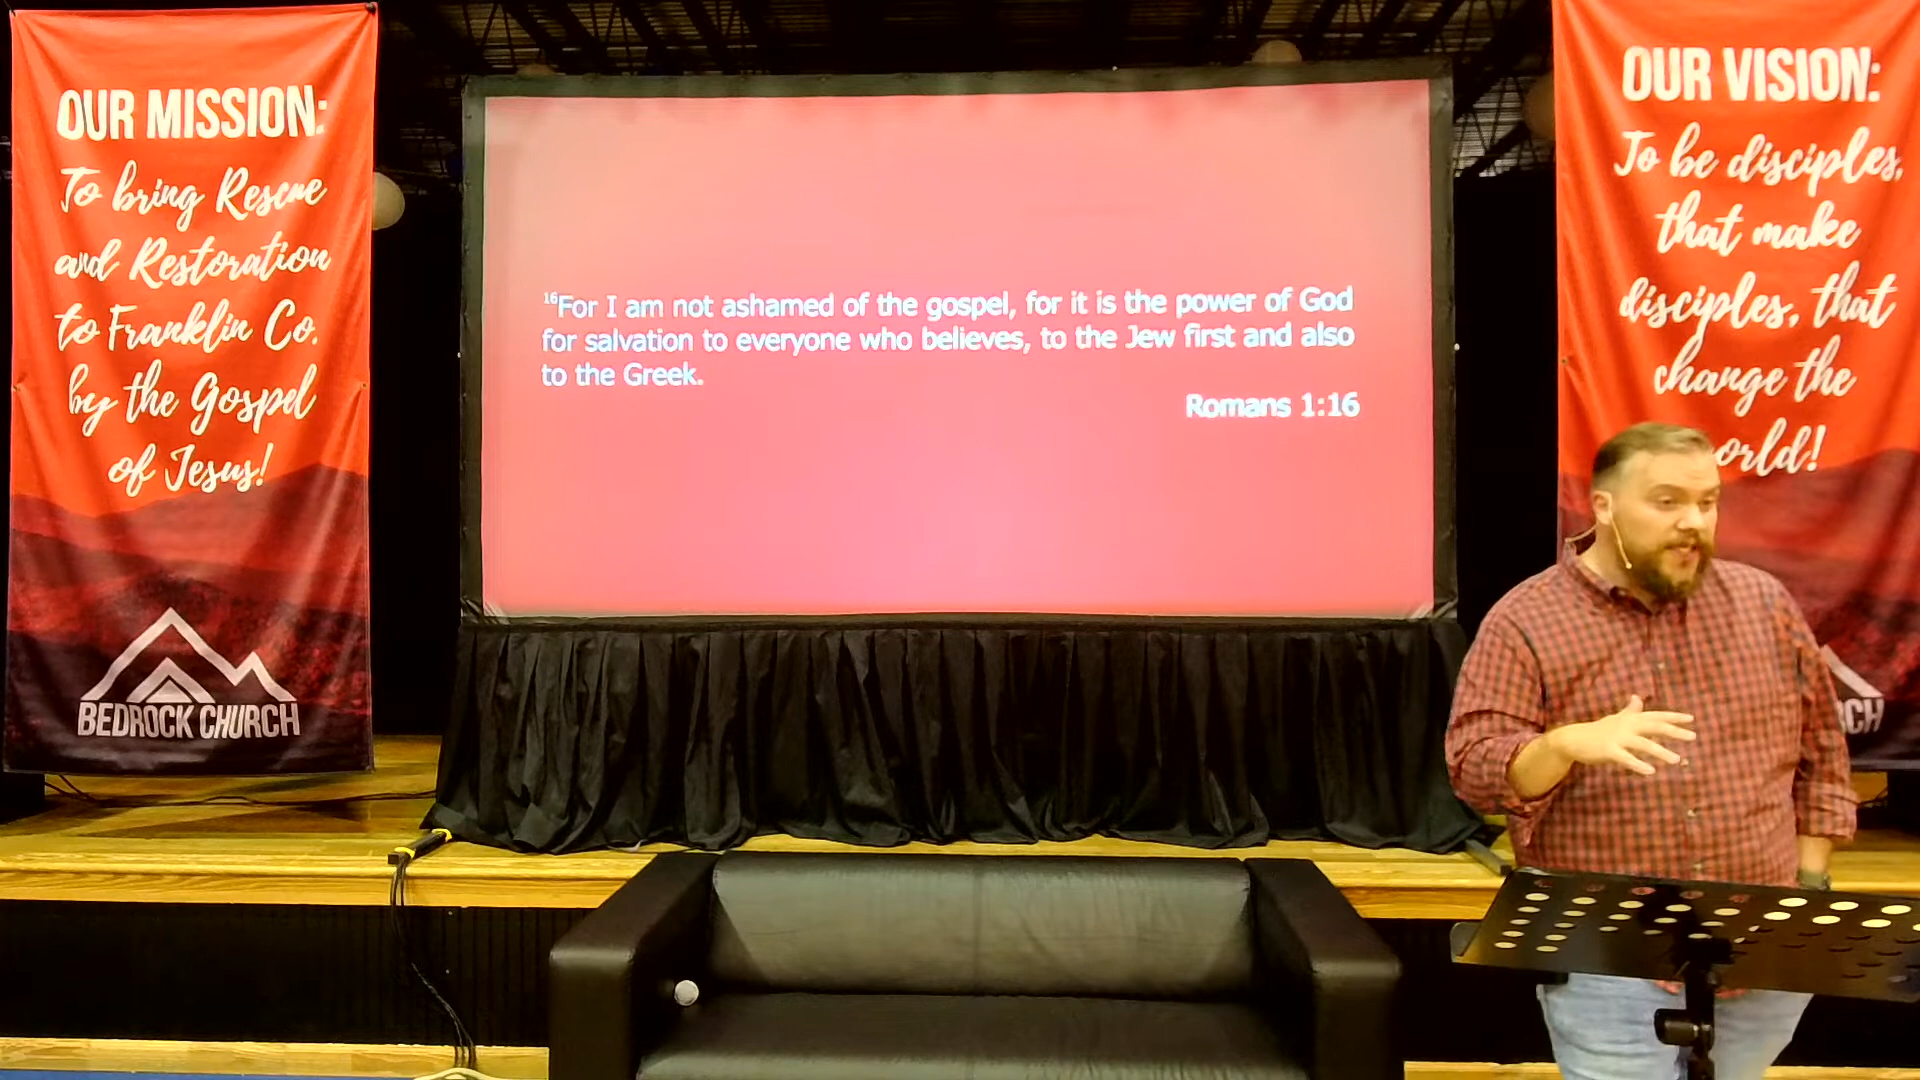 OUR MISSION:
To bring Rescue
and Restoration
to Franklin Co.
by the Gospel
of Jesus!
BEDROCK CHURCH
16For I am not ashamed of the gospel, for it is the power of God
for salvation to everyone who believes, to the Jew first and also
to the Greek.
Romans 1:16
OUR VISION:
To be disciples,
that make
disciples, that
change the
orld!
CH